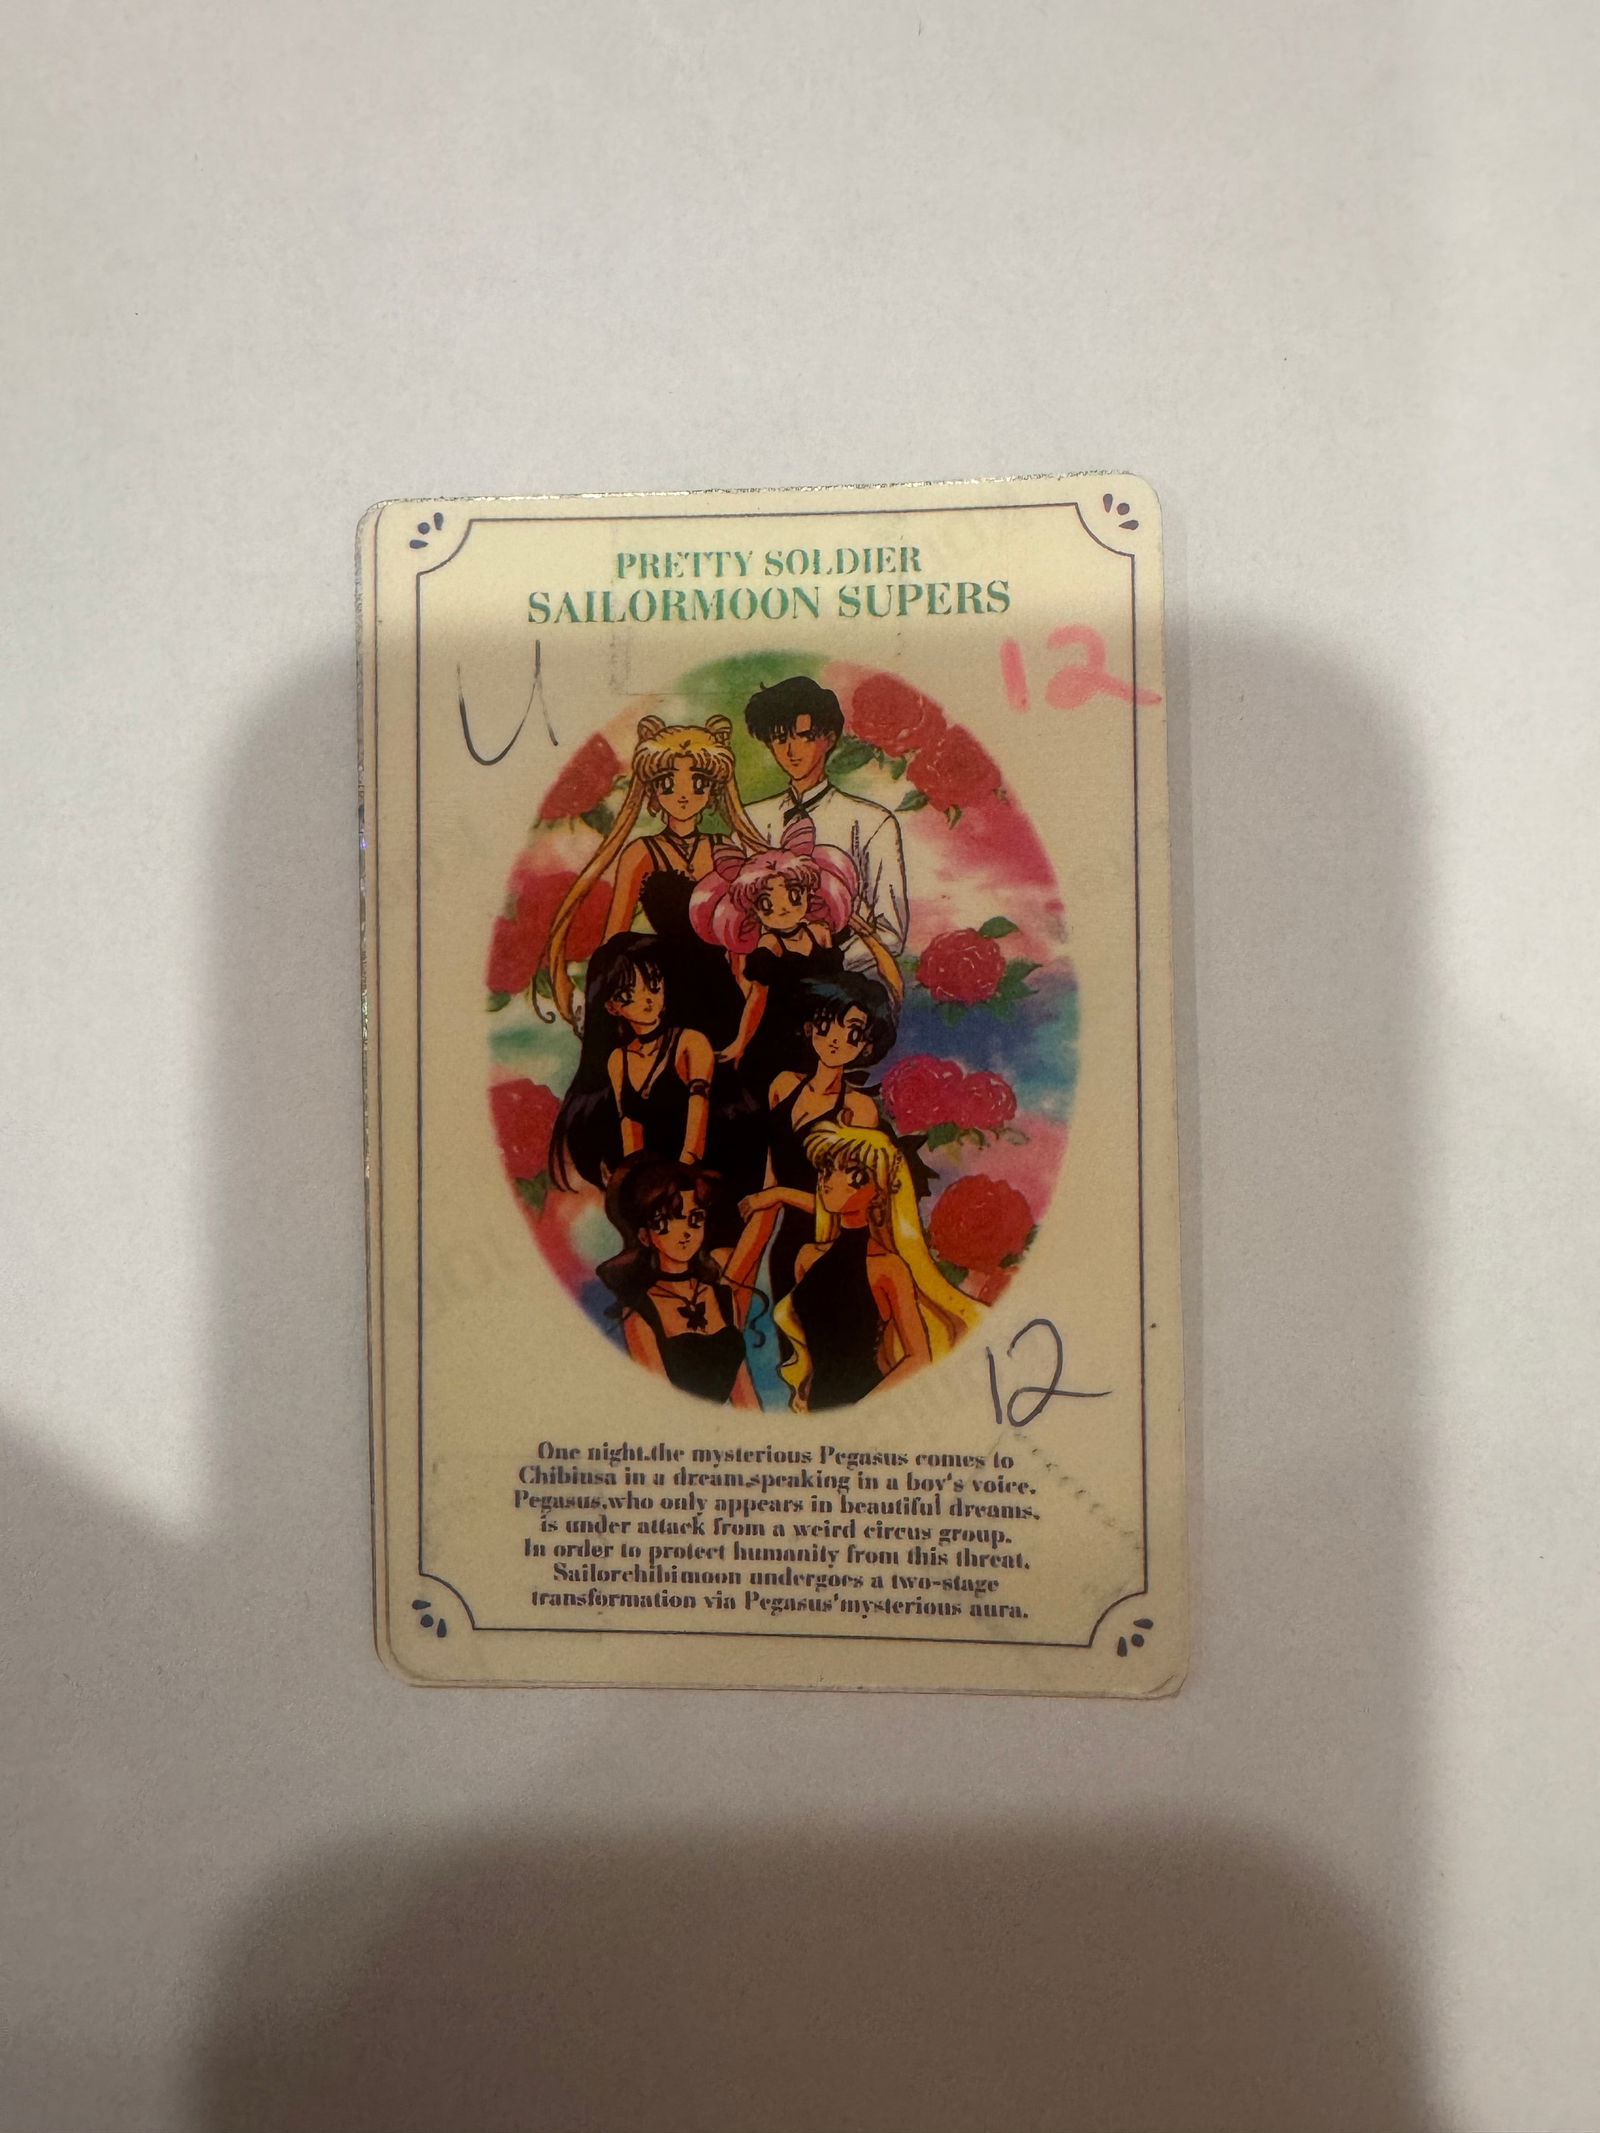 PRETTY SOLDIER
SAILORMOON SUPERS
U
12
12
One night.the mysterious Pegasus comes to
Chibiusa in a dream.speaking in a boy's voice.
Pegasus.who only appears in beautiful dreams.
is under attack from a weird circus group.
In order to protect humanity from this threat.
Sailorchibimoon undergoes a two-stage
transformation via Pegasus'mysterious aura.